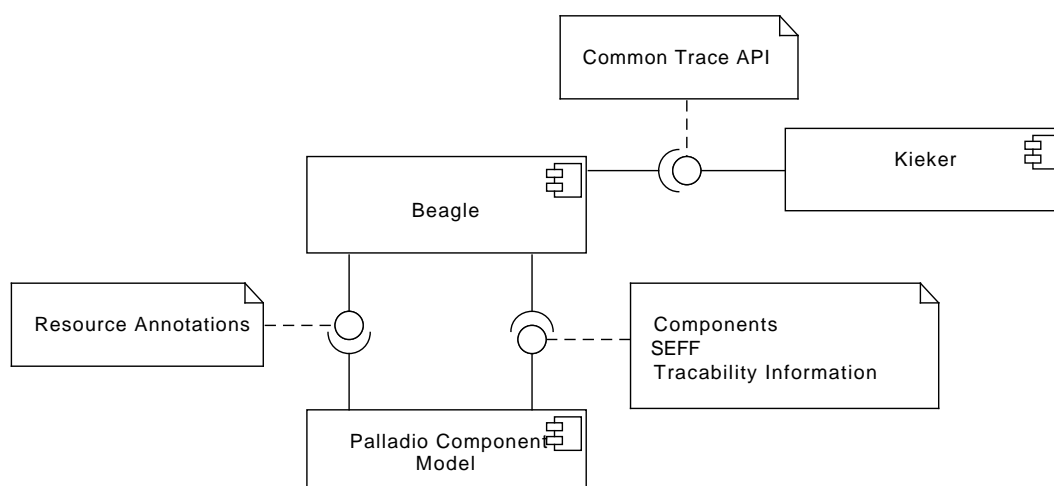 Common Trace API
Kieker
Beagle
Resource Annotations
Components
SEFF
Tracability Information
Palladio Component
Model